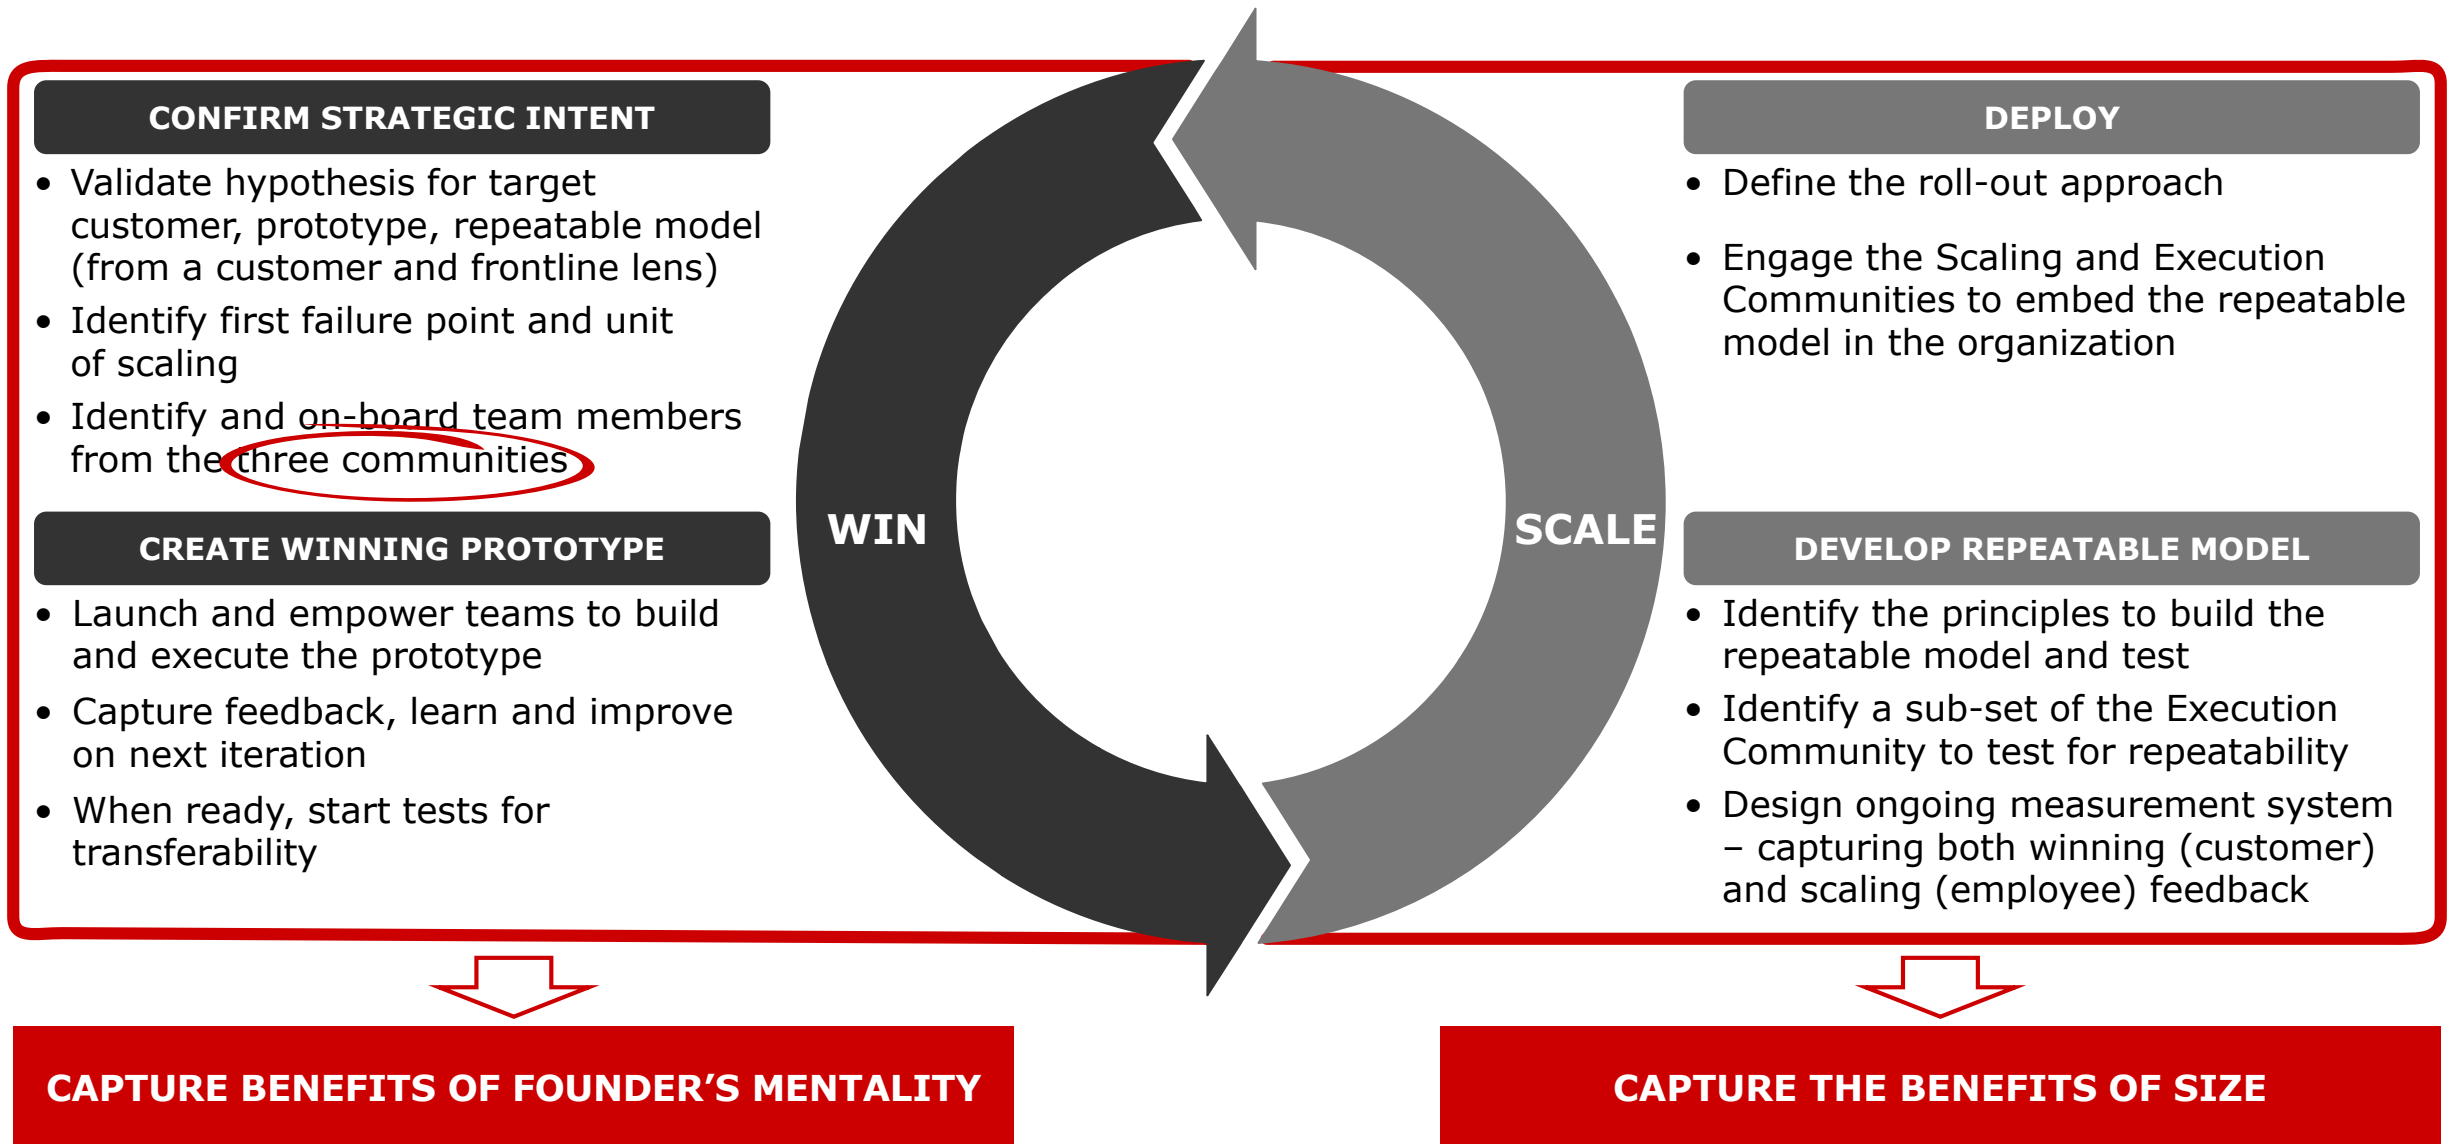 CONFIRM STRATEGIC INTENT
• Validate hypothesis for target
customer, prototype, repeatable model
(from a customer and frontline lens)
• Identify first failure point and unit
of scaling
• Identify and on-board team members
from the three communities
CREATE WINNING PROTOTYPE
• Launch and empower teams to build
and execute the prototype
• Capture feedback, learn and improve
on next iteration
• When ready, start tests for
transferability
WIN
SCALE
DEPLOY
• Define the roll-out approach
• Engage the Scaling and Execution
Communities to embed the repeatable
model in the organization
DEVELOP REPEATABLE MODEL
• Identify the principles to build the
repeatable model and test
• Identify a sub-set of the Execution
Community to test for repeatability
• Design ongoing measurement system
– capturing both winning (customer)
and scaling (employee) feedback
CAPTURE BENEFITS OF FOUNDER’S MENTALITY
CAPTURE THE BENEFITS OF SIZE